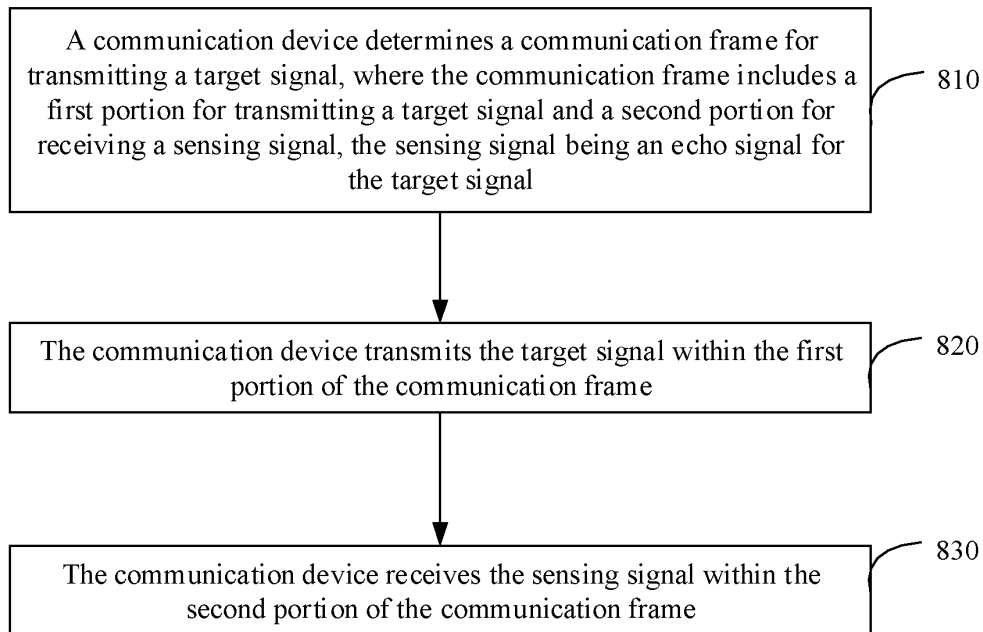 A communication device determines a communication frame for
transmitting a target signal, where the communication frame includes a
first portion for transmitting a target signal and a second portion for
receiving a sensing signal, the sensing signal being an echo signal for
the target signal
810
The communication device transmits the target signal within the first
portion of the communication frame
820
The communication device receives the sensing signal within the
second portion of the communication frame
830